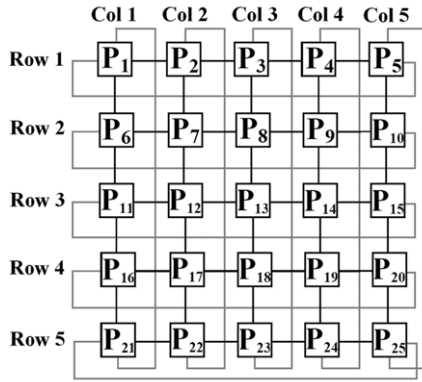 Col 1 Col 2 Col 3 Col 4 Col 5
Row 1 P1 P2 P3 P4 P5
Row 2 P6 P7 P8 P9 P10
Row 3 P11 P12 P13 P14 P15
Row 4 P16 P17 P18 P19 P20
Row 5 P21 P22 P23 P24 P25